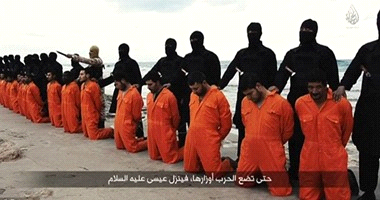 حتى تضع الحرب أوزارها، فينزل عيسى عليه السلام